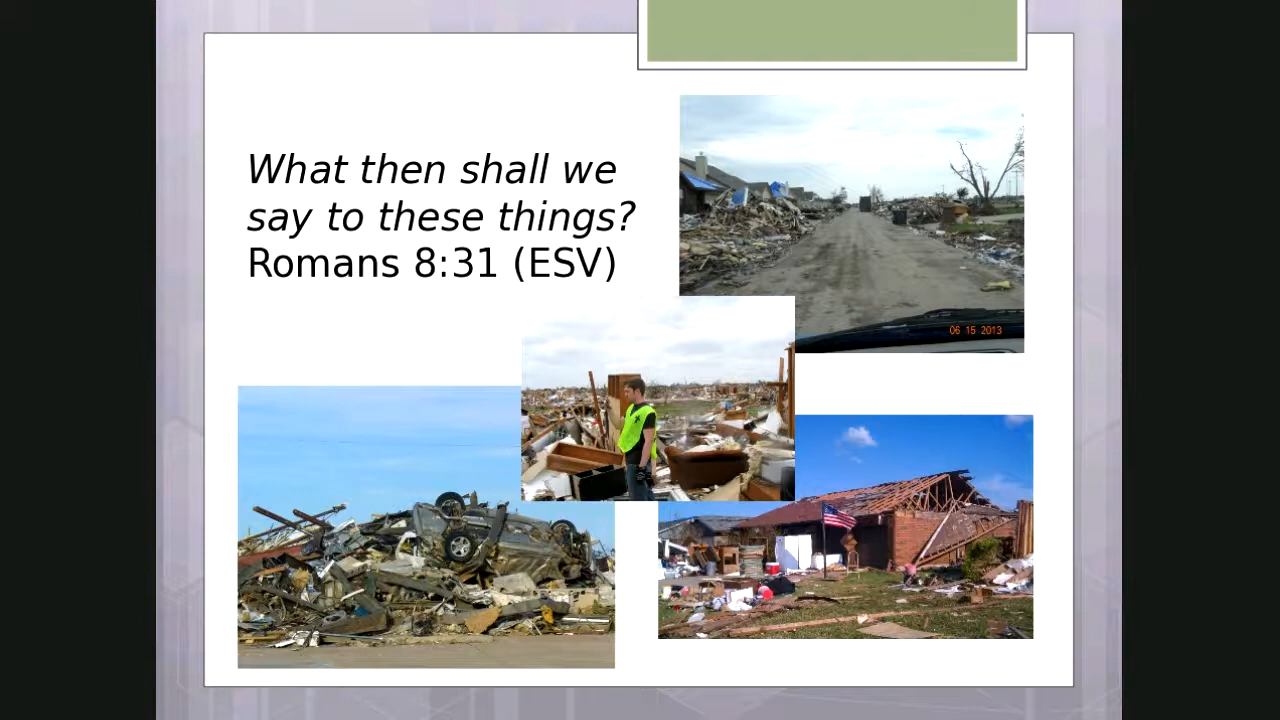 What then shall we
say to these things?
Romans 8:31 (ESV)
06 15 2013